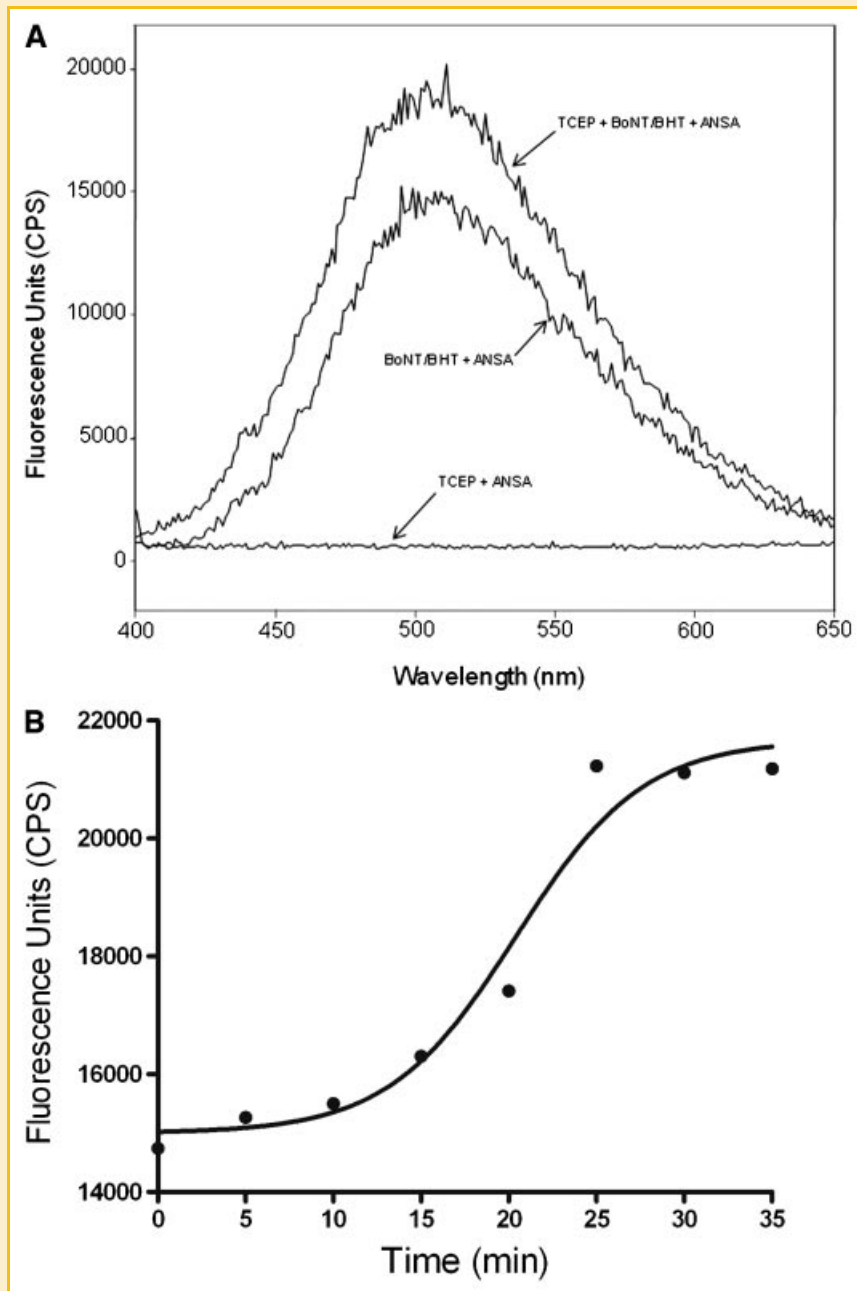 A
20000
15000
10000
5000
0
Fluorescence Units (CPS)
TCEP + BoNT/BHT + ANSA
BoNT/BHT + ANSA
TCEP + ANSA
400 450 500 550 600 650
Wavelength (nm)
B
22000
20000
18000
16000
14000
Fluorescence Units (CPS)
0 5 10 15 20 25 30 35
Time (min)